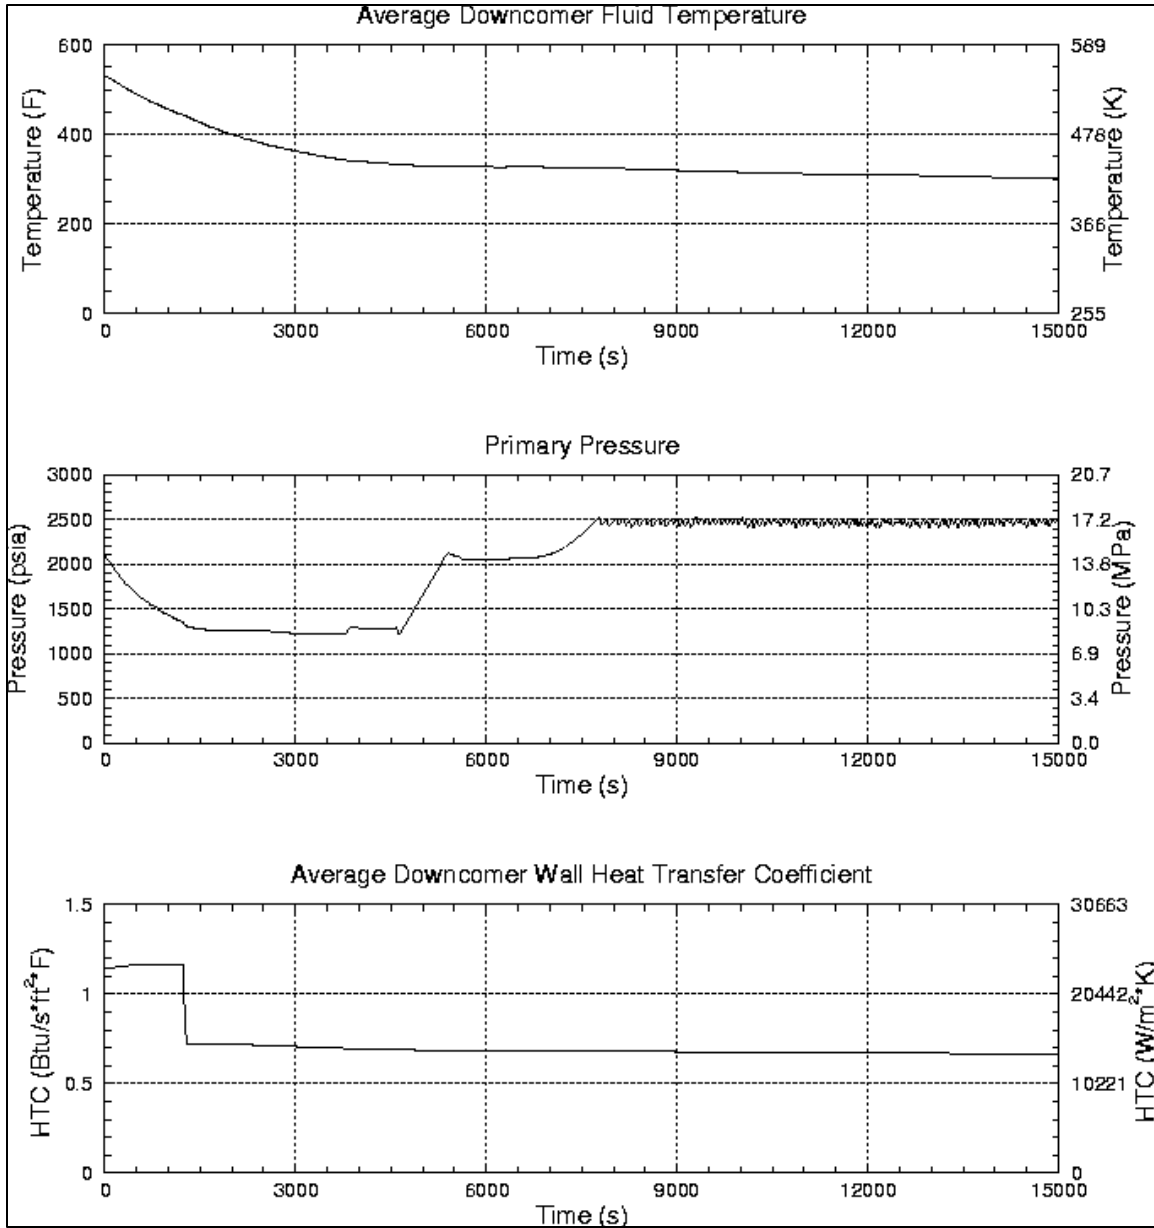 Average Downcomer Fluid Temperature
600
400
200
0
589
478
366
255
Temperature (F)
Temperature (K)
0 3000 6000 9000 12000 15000
Time (s)
Primary Pressure
3000
2500
2000
1500
1000
500
0
20.7
17.2
13.8
10.3
6.9
3.4
0.0
Pressure (psia)
Pressure (MPa)
0 3000 6000 9000 12000 15000
Time (s)
Average Downcomer Wall Heat Transfer Coefficient
1.5
1
0.5
0
30663
20442
10221
0
HTC (Btu/s*ft²*F)
HTC (W/m²*K)
0 3000 6000 9000 12000 15000
Time (s)